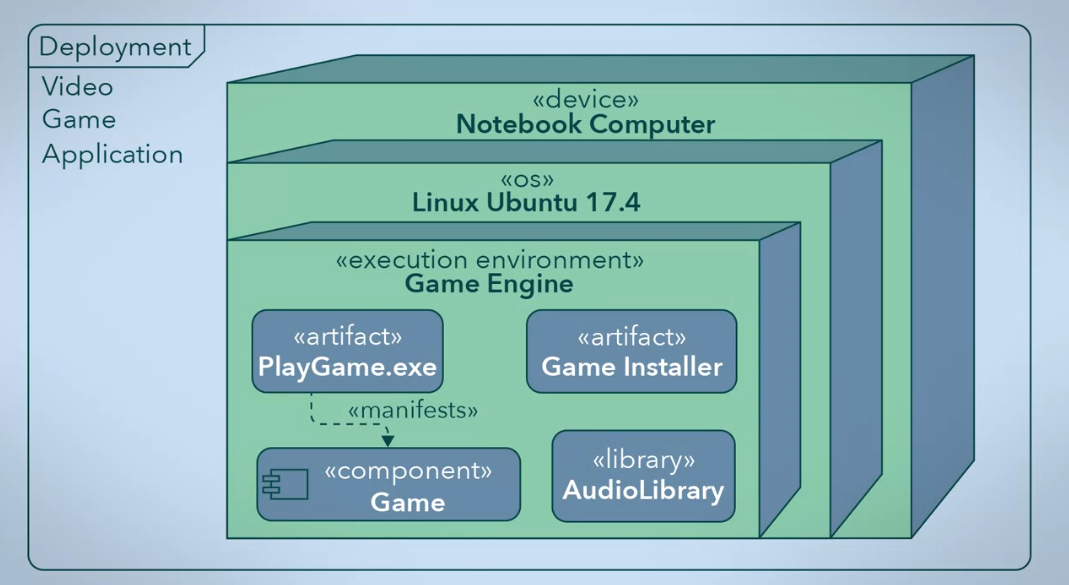 Deployment
Video
Game
Application
«device»
Notebook Computer
«os»
Linux Ubuntu 17.4
«execution environment»
Game Engine
«artifact»
PlayGame.exe
«artifact»
Game Installer
«manifests»
«component»
Game
«library»
AudioLibrary